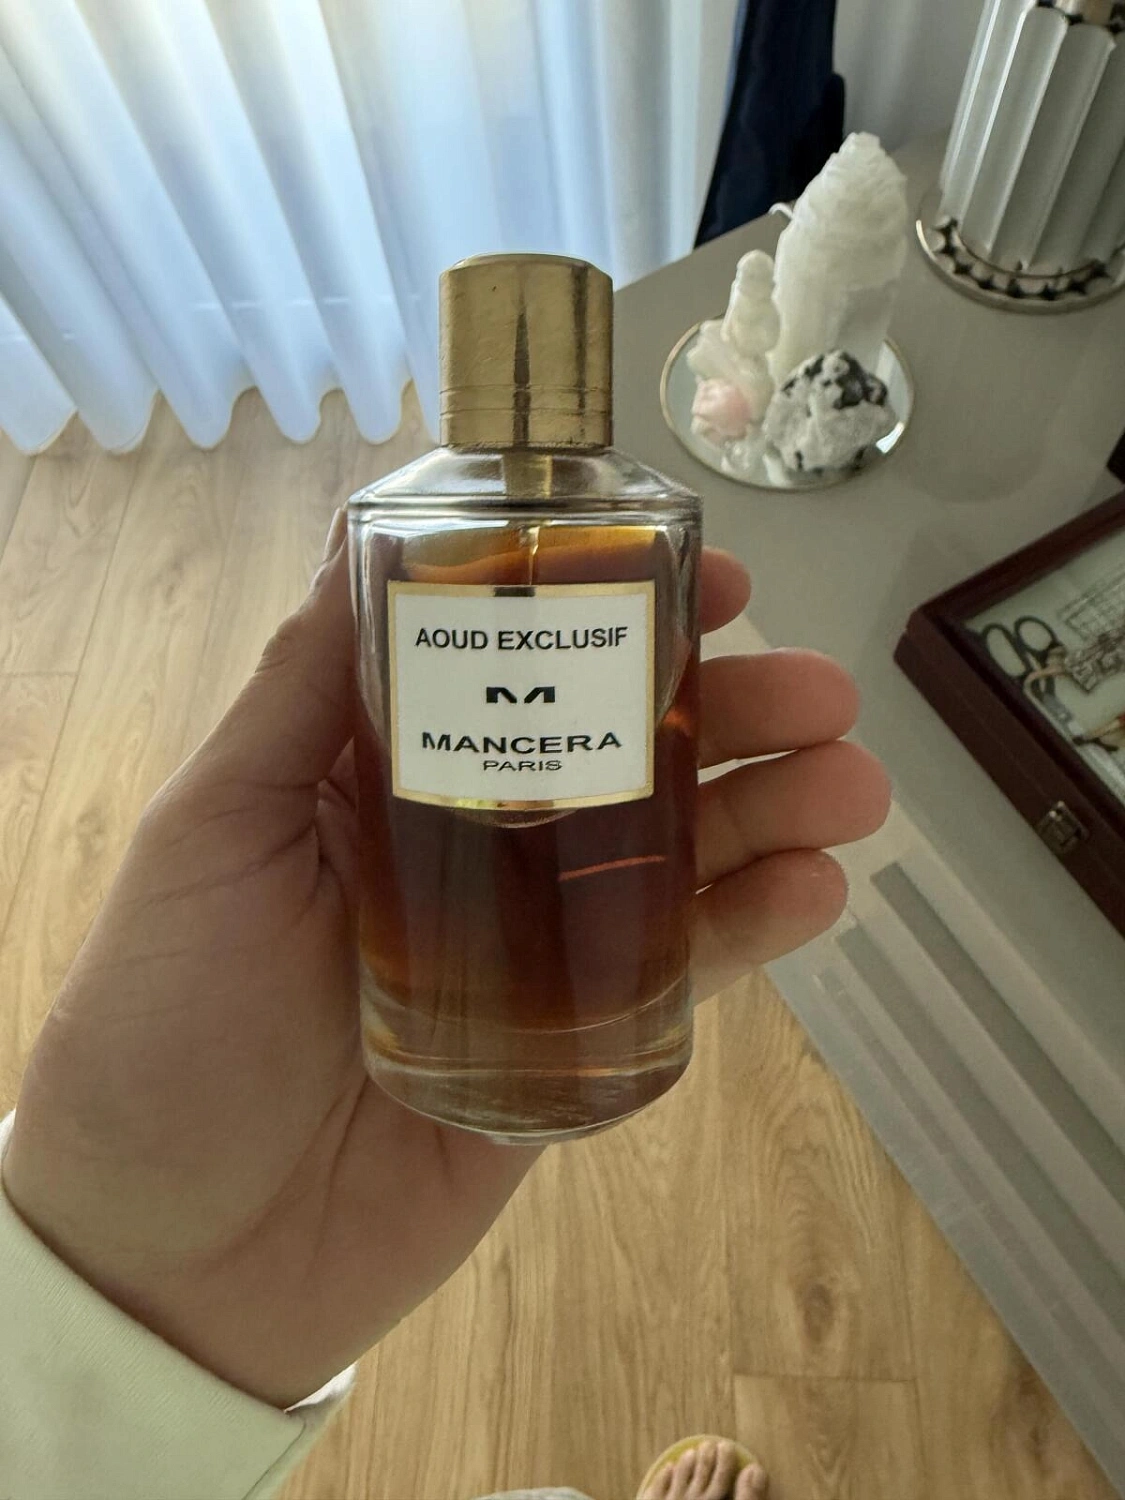 AOUD EXCLUSIF
M
MANCERA
PARIS